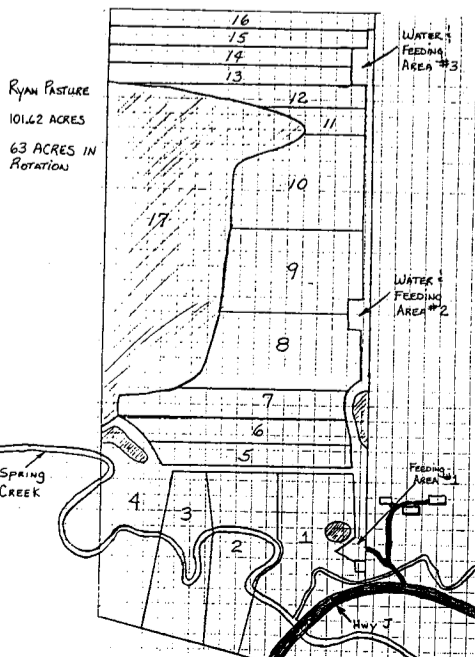 16
15
14
13
WATER &
FEEDING
AREA #3
RYAN PASTURE
101.62 ACRES
63 ACRES IN
ROTATION
12
11
10
17
9
WATER &
FEEDING
AREA #2
8
7
6
5
SPRING
CREEK
4
3
2
1
FEEDING
AREA #1
HWY J